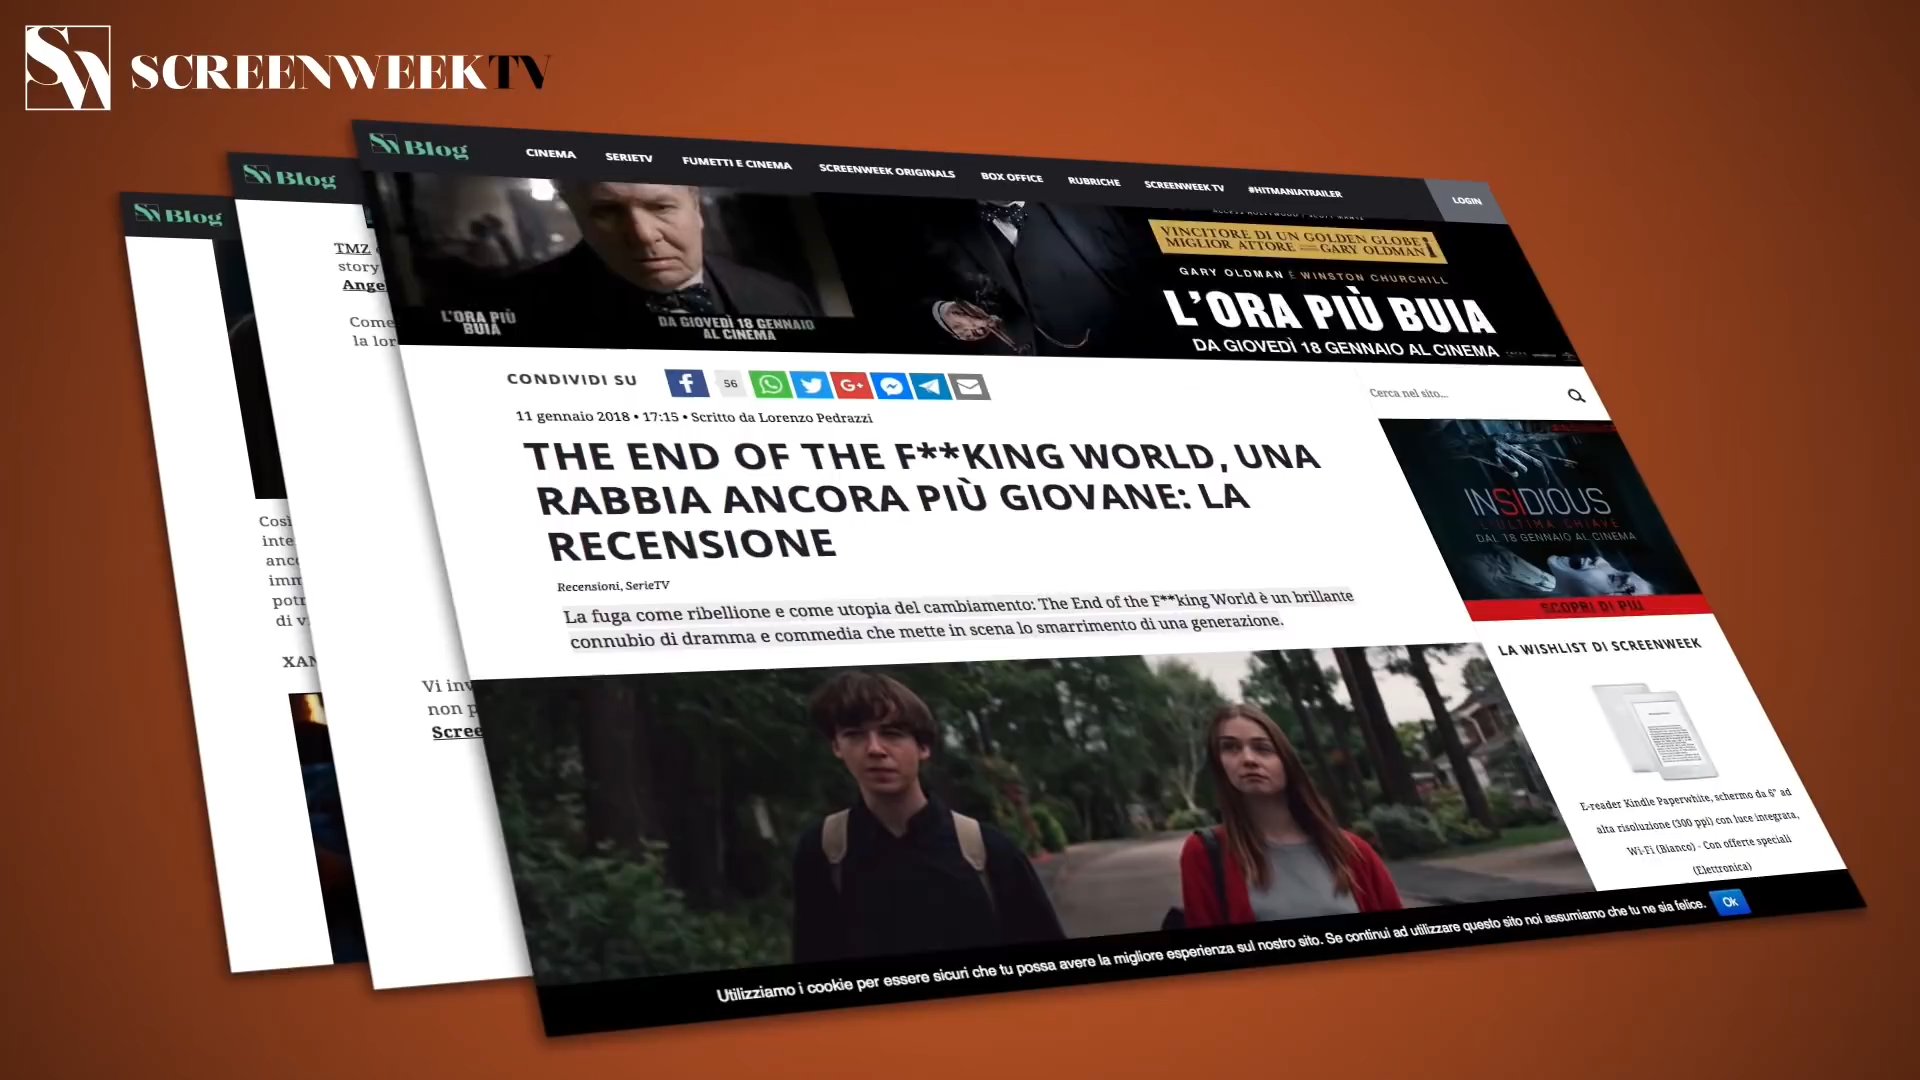 SCREENWEEKTV
Blog
CINEMA
SERIETV
FUMETTI E CINEMA
SCREENWEEK ORIGINALS
BOX OFFICE
RUBRICHE
SCREENWEEK TV
#HITMANIATRAILER
LOGIN
Blog
Blog
VINCITORE DI UN GOLDEN GLOBE
MIGLIOR ATTORE GARY OLDMAN
GARY OLDMAN È WINSTON CHURCHILL
L'ORA PIÙ BUIA
DA GIOVEDÌ 18 GENNAIO AL CINEMA
L'ORA PIÙ
BUIA
DA GIOVEDÌ 18 GENNAIO
AL CINEMA
TMZ
story
Ange
Come
la lor
CONDIVIDI SU
56
Cerca nel sito...
11 gennaio 2018 • 17:15 • Scritto da Lorenzo Pedrazzi
THE END OF THE F**KING WORLD, UNA
RABBIA ANCORA PIÙ GIOVANE: LA
RECENSIONE
Recensioni, SerieTV
La fuga come ribellione e come utopia del cambiamento: The End of the F**king World è un brillante
connubio di dramma e commedia che mette in scena lo smarrimento di una generazione.
INSIDIOUS
L'ULTIMA CHIAVE
DAL 18 GENNAIO AL CINEMA
SCOPRI DI PIÙ
Così
inte
anco
imm
potr
di v
XAN
Vi inv
non p
Scree
LA WISHLIST DI SCREENWEEK
E-reader Kindle Paperwhite, schermo da 6" ad
alta risoluzione (300 ppi) con luce integrata,
Wi-Fi (Bianco) - Con offerte speciali
(Elettronica)
Utilizziamo i cookie per essere sicuri che tu possa avere la migliore esperienza sul nostro sito. Se continui ad utilizzare questo sito noi assumiamo che tu ne sia felice.
Ok